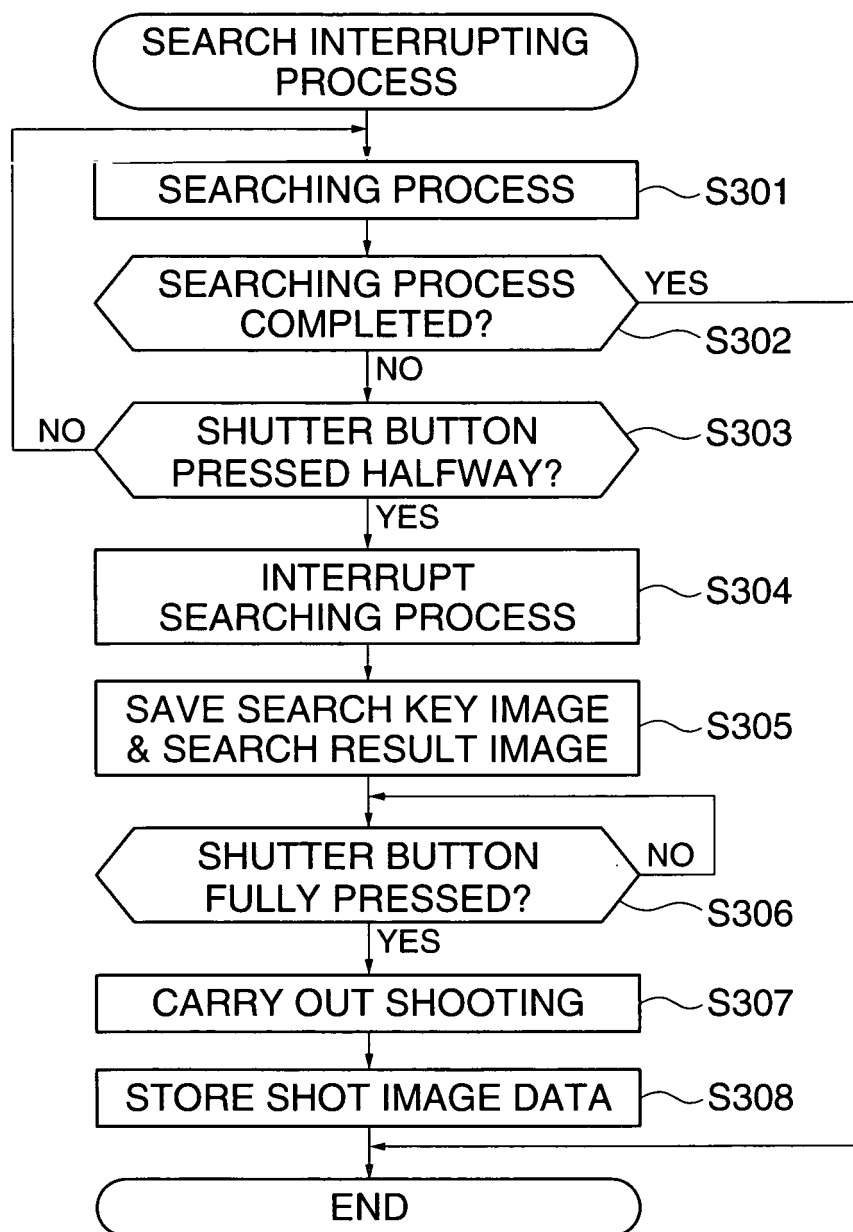 SEARCH INTERRUPTING
PROCESS
SEARCHING PROCESS
S301
SEARCHING PROCESS
COMPLETED?
YES
S302
NO
SHUTTER BUTTON
PRESSED HALFWAY?
NO
S303
YES
INTERRUPT
SEARCHING PROCESS
S304
SAVE SEARCH KEY IMAGE
& SEARCH RESULT IMAGE
S305
SHUTTER BUTTON
FULLY PRESSED?
NO
S306
YES
CARRY OUT SHOOTING
S307
STORE SHOT IMAGE DATA
S308
END